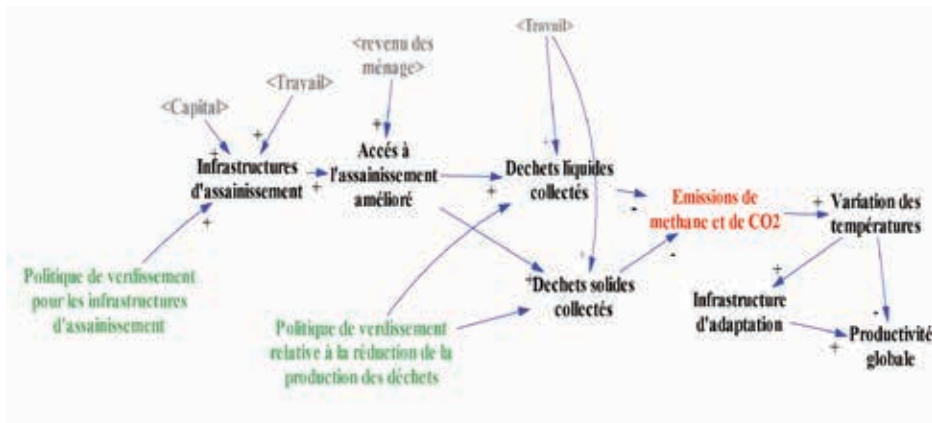 <revenu des
ménage>
<Travail>
<Travail>
<Capital>
+
+
+
Infrastructures
d'assainissement
+
+
Accés à
l'assainissement
amélioré
+
Dechets liquides
collectés
-
Emissions de
methane et de CO2
-
+
Variation des
températures
Politique de verdissement
pour les infrastructures
d'assainissement
Politique de verdissement
relative à la réduction de la
production des déchets
+
Dechets solides
collectés
+
Infrastructure
d'adaptation
+
-
Productivité
globale